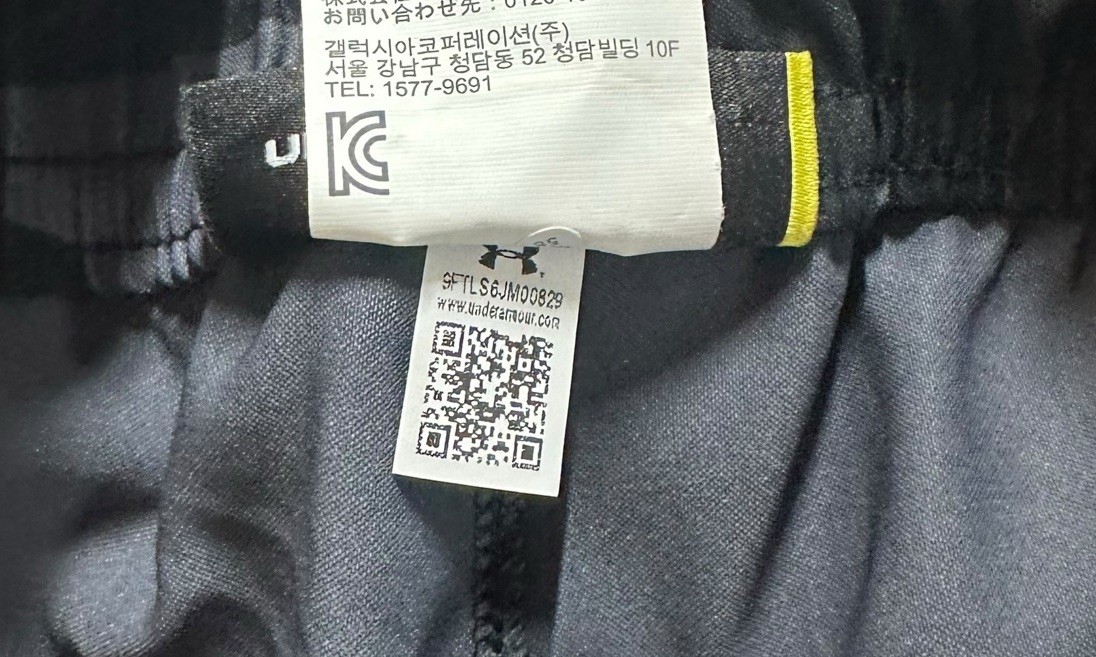 お問い合わせ先：0120
갤럭시아코퍼레이션(주)
서울 강남구 청담동 52 청담빌딩 10F
TEL: 1577-9691
KC
U
9FTLS6JM00829
www.underarmour.com